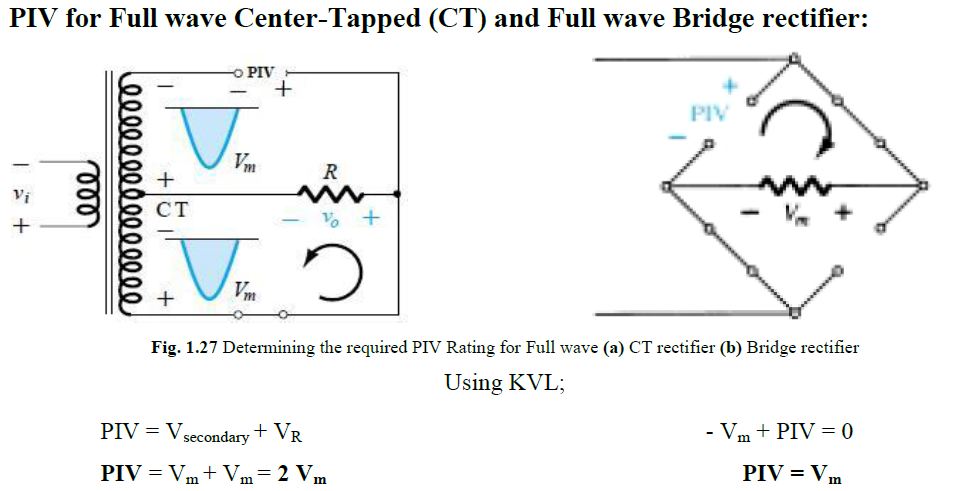 PIV for Full wave Center-Tapped (CT) and Full wave Bridge rectifier:
− PIV
− +
Vm
+
R
− vi +
CT
− vo +
−
Vm
+
+
PIV
−
− Vm +
Fig. 1.27 Determining the required PIV Rating for Full wave (a) CT rectifier (b) Bridge rectifier
Using KVL;
PIV = Vsecondary + VR
- Vm + PIV = 0
PIV = Vm + Vm = 2 Vm
PIV = Vm